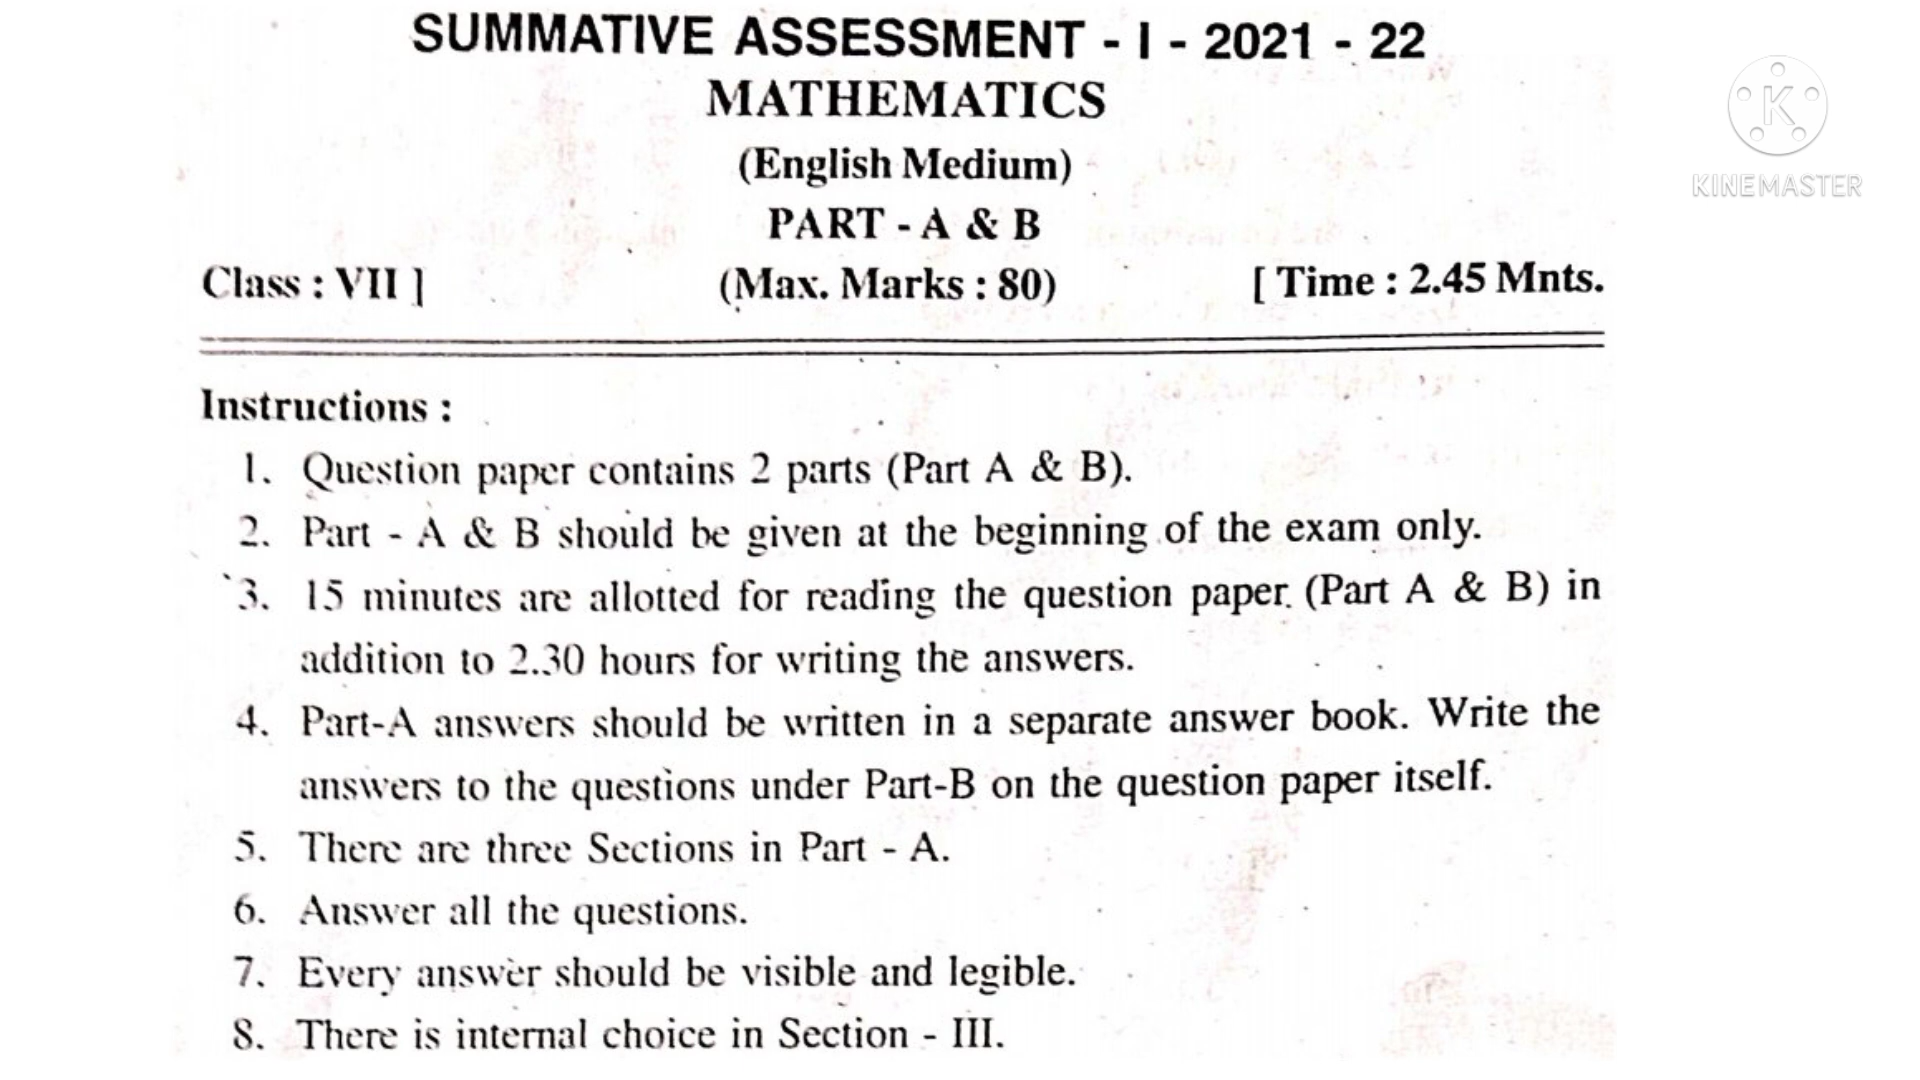 SUMMATIVE ASSESSMENT - I - 2021 - 22
MATHEMATICS
(English Medium)
PART - A & B
Class : VII ] (Max. Marks : 80) [ Time : 2.45 Mnts.
Instructions :
1. Question paper contains 2 parts (Part A & B).
2. Part - A & B should be given at the beginning of the exam only.
3. 15 minutes are allotted for reading the question paper. (Part A & B) in
addition to 2.30 hours for writing the answers.
4. Part-A answers should be written in a separate answer book. Write the
answers to the questions under Part-B on the question paper itself.
5. There are three Sections in Part - A.
6. Answer all the questions.
7. Every answer should be visible and legible.
8. There is internal choice in Section - III.
K
KINEMASTER